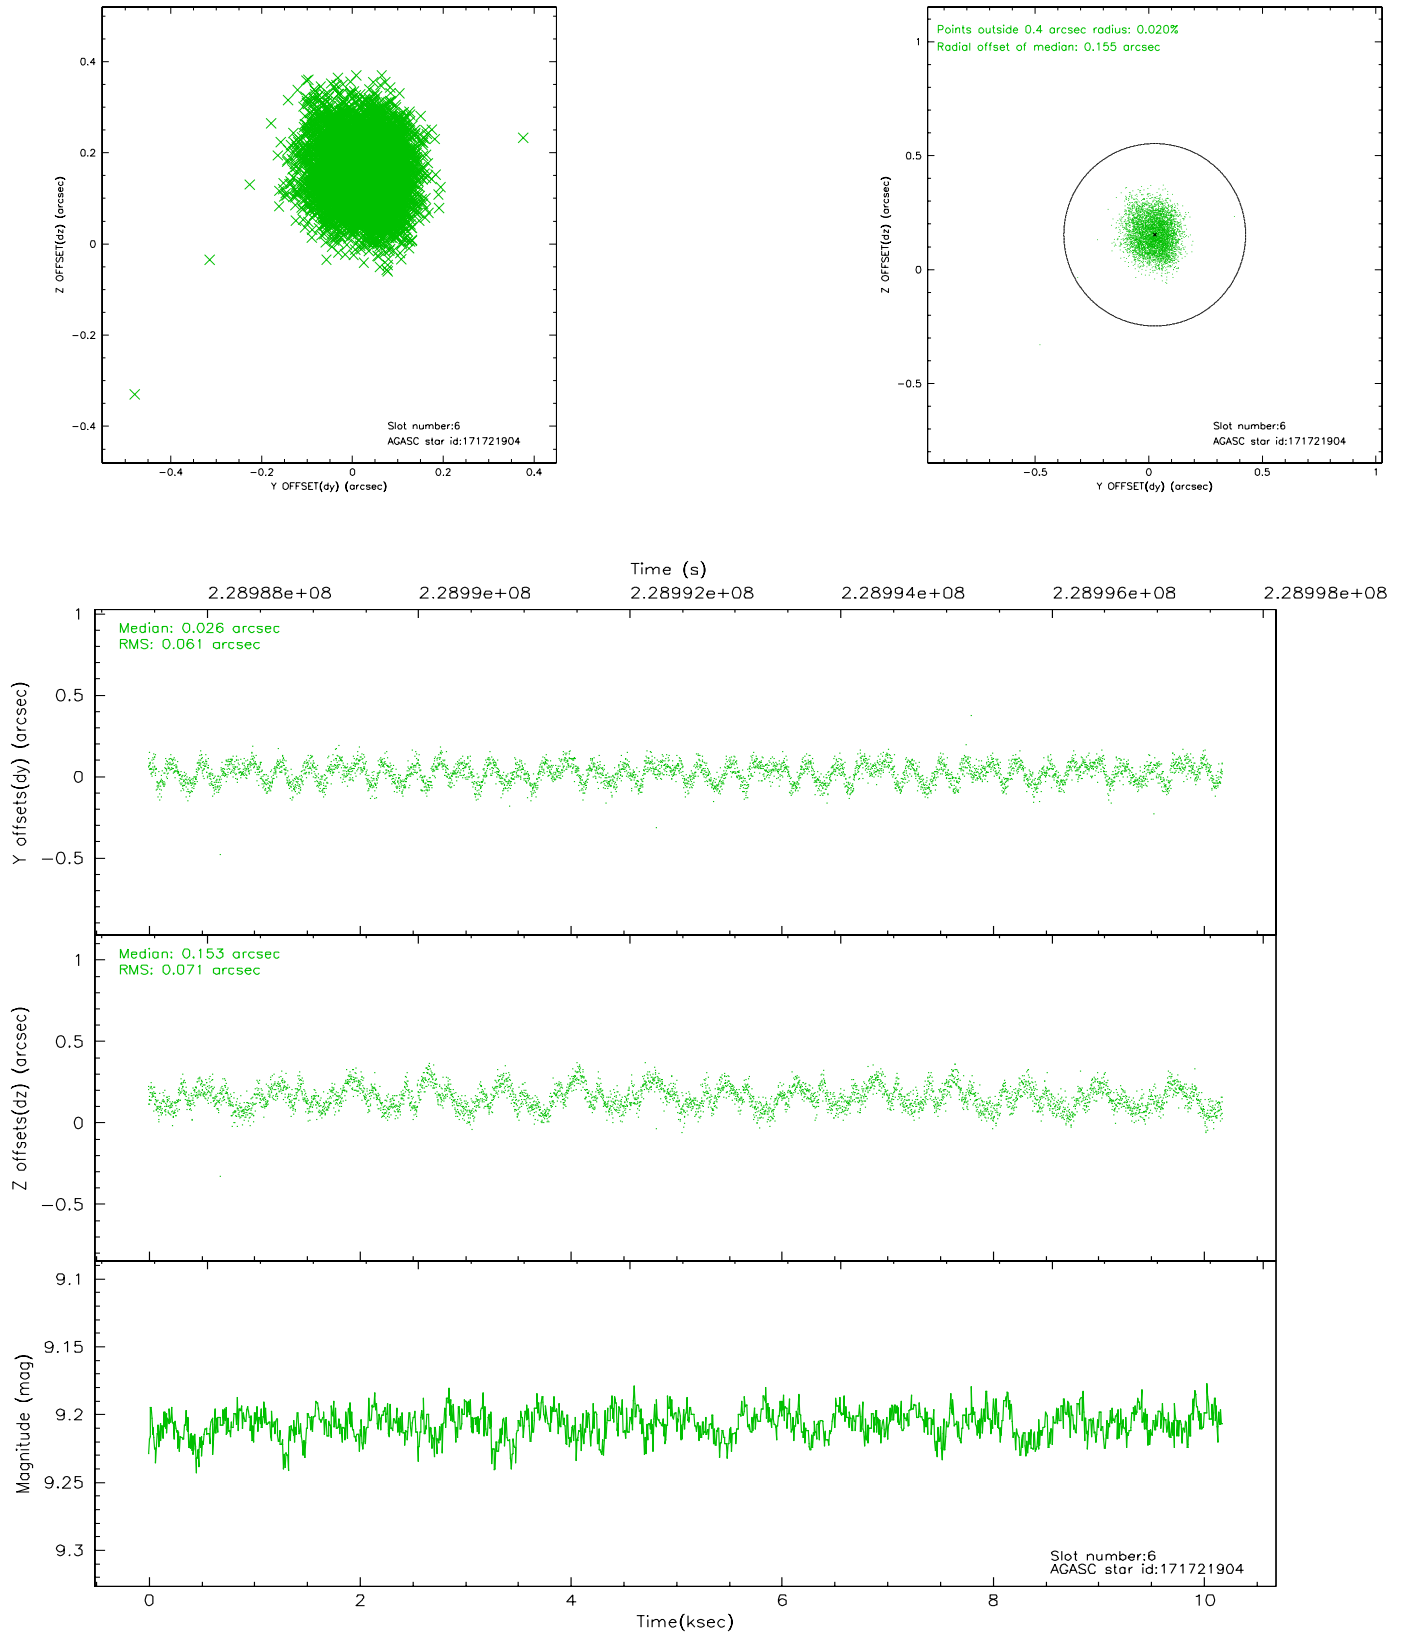 0.4
0.2
0
−0.2
−0.4
Z OFFSET(dz) (arcsec)
Slot number:6
AGASC star id:171721904
−0.4
−0.2
0
0.2
0.4
Y OFFSET(dy) (arcsec)
Points outside 0.4 arcsec radius: 0.020%
Radial offset of median: 0.155 arcsec
1
0.5
0
−0.5
Z OFFSET(dz) (arcsec)
Slot number:6
AGASC star id:171721904
−0.5
0
0.5
1
Y OFFSET(dy) (arcsec)
Time (s)
2.28988e+08
2.2899e+08
2.28992e+08
2.28994e+08
2.28996e+08
2.28998e+08
Median: 0.026 arcsec
RMS: 0.061 arcsec
1
0.5
0
−0.5
Y offsets(dy) (arcsec)
Median: 0.153 arcsec
RMS: 0.071 arcsec
1
0.5
0
−0.5
Z offsets(dz) (arcsec)
9.1
9.15
9.2
9.25
9.3
Magnitude (mag)
Slot number:6
AGASC star id:171721904
0
2
4
6
8
10
Time(ksec)